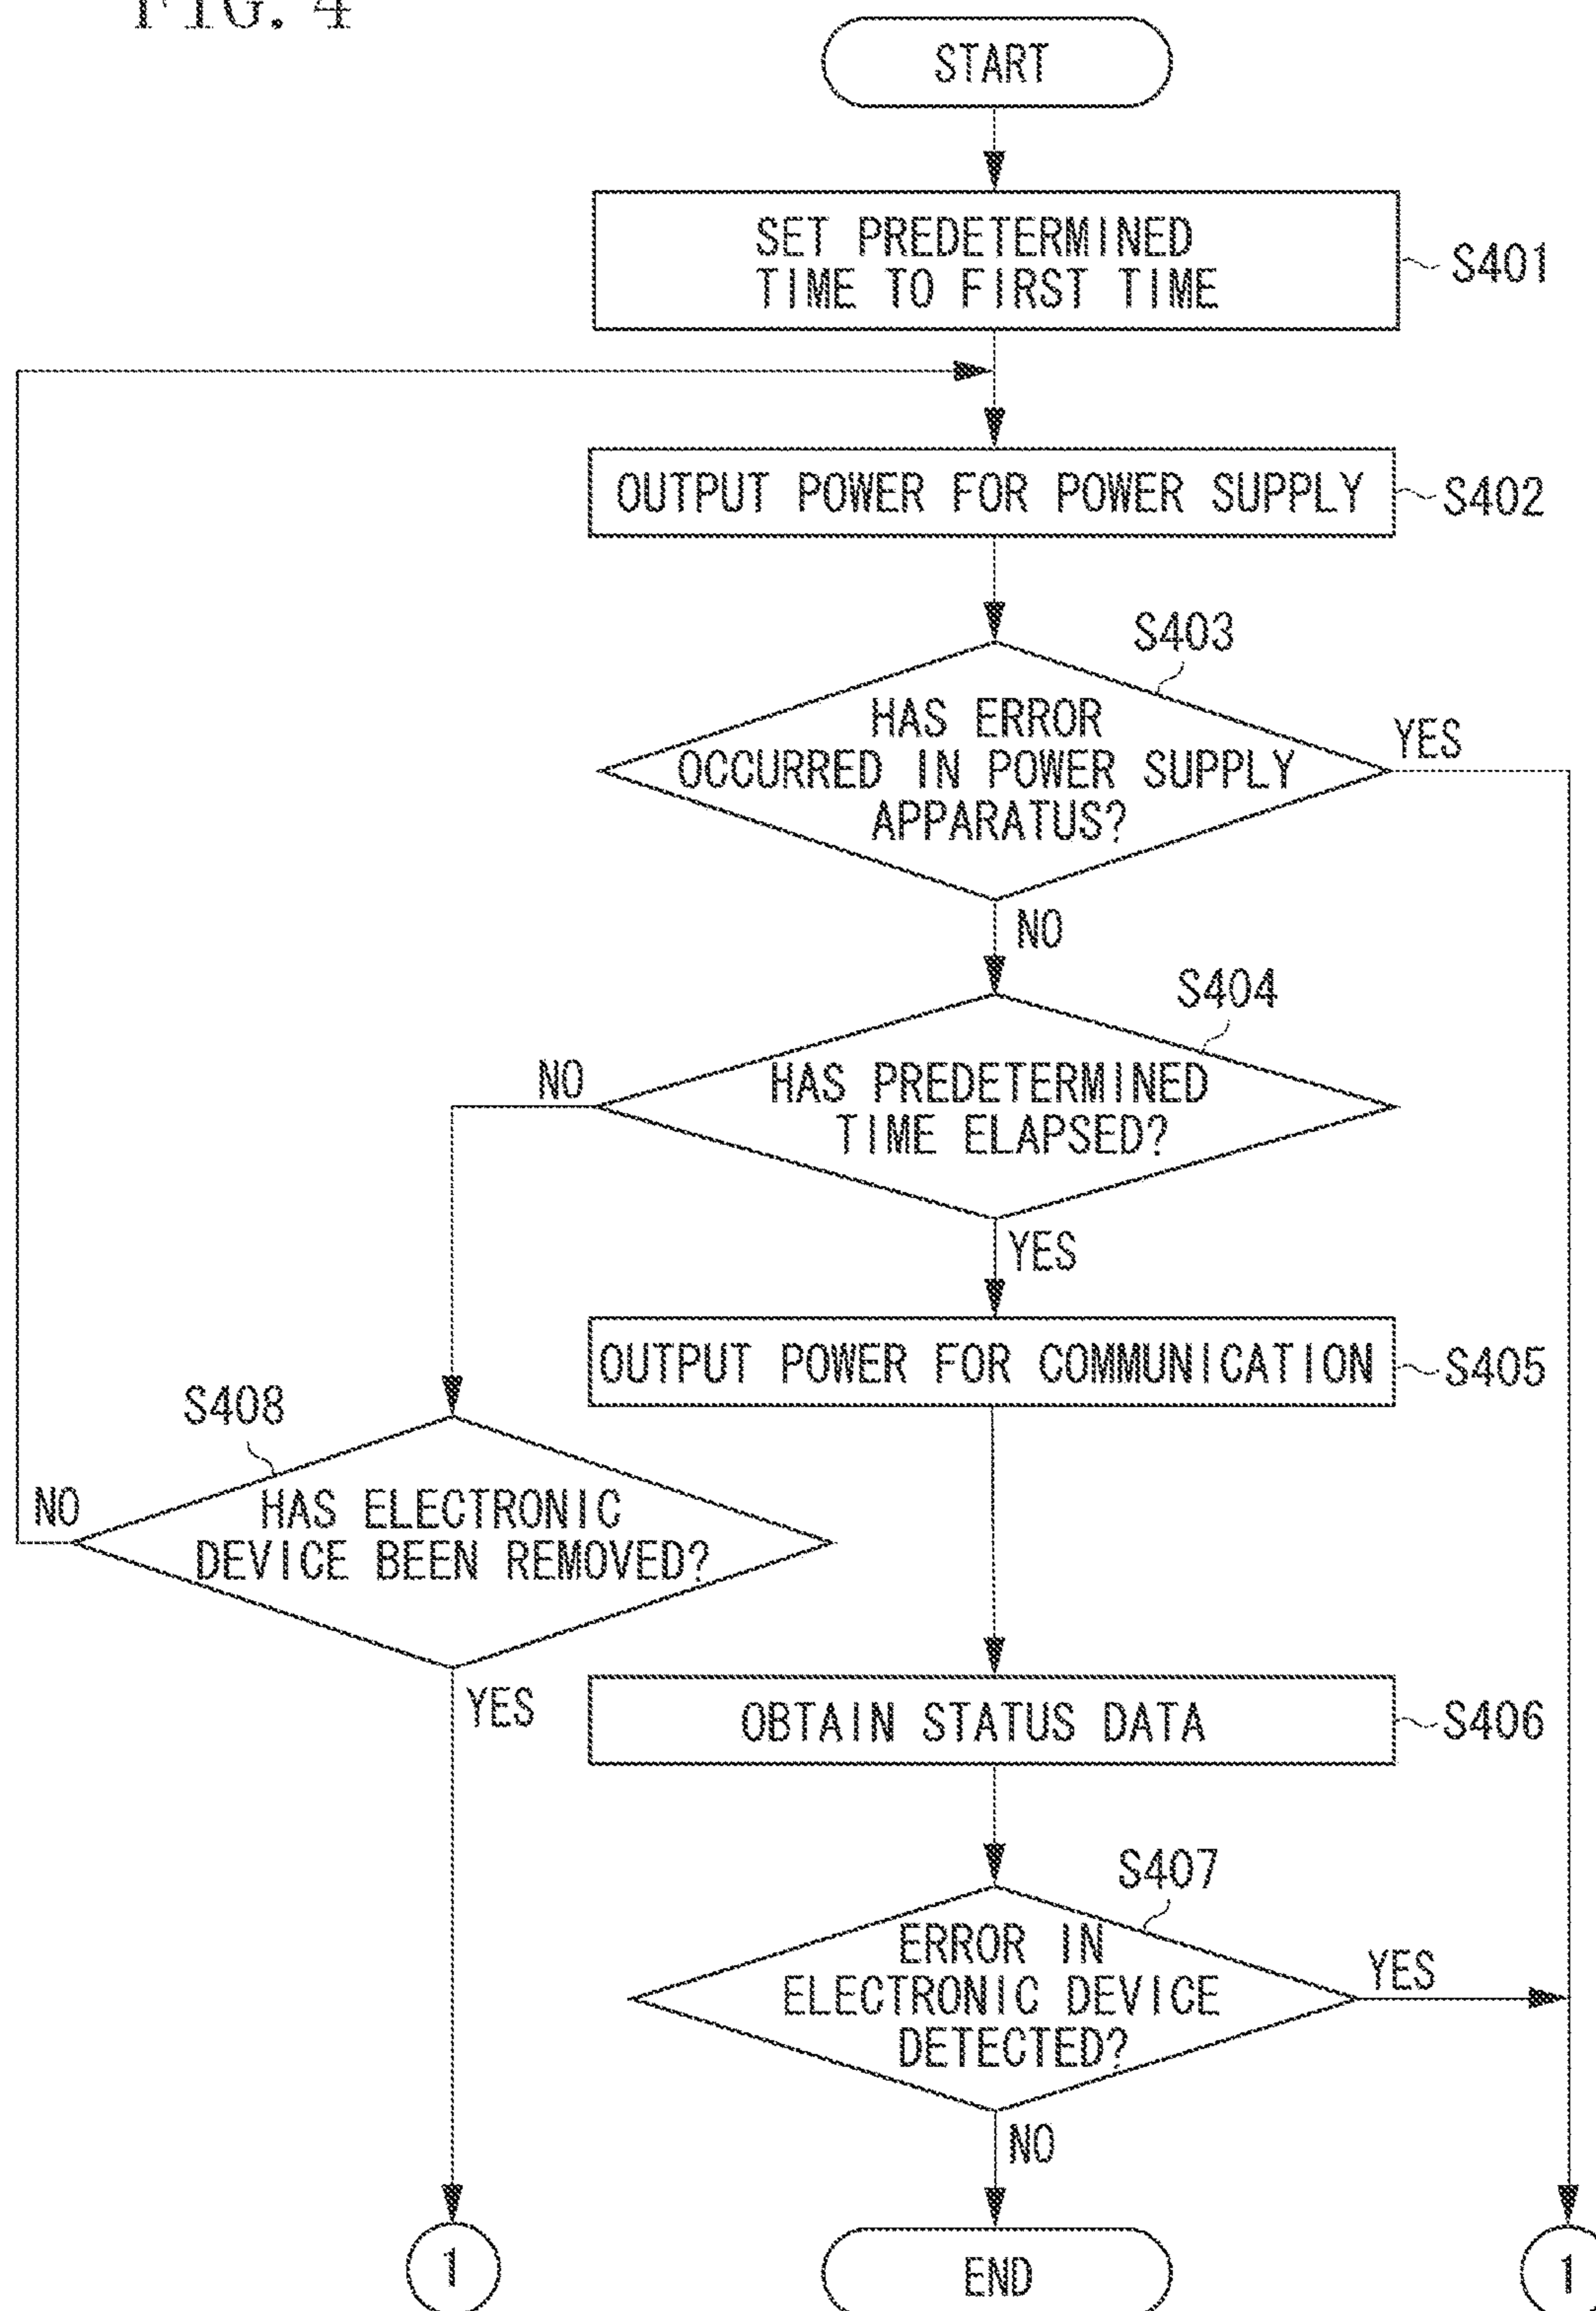 FIG. 4
START
SET PREDETERMINED
TIME TO FIRST TIME
S401
OUTPUT POWER FOR POWER SUPPLY
S402
S403
HAS ERROR
OCCURRED IN POWER SUPPLY
APPARATUS?
YES
NO
S404
HAS PREDETERMINED
TIME ELAPSED?
NO
YES
OUTPUT POWER FOR COMMUNICATION
S405
S408
HAS ELECTRONIC
DEVICE BEEN REMOVED?
NO
YES
OBTAIN STATUS DATA
S406
S407
ERROR IN
ELECTRONIC DEVICE
DETECTED?
YES
NO
1
END
1